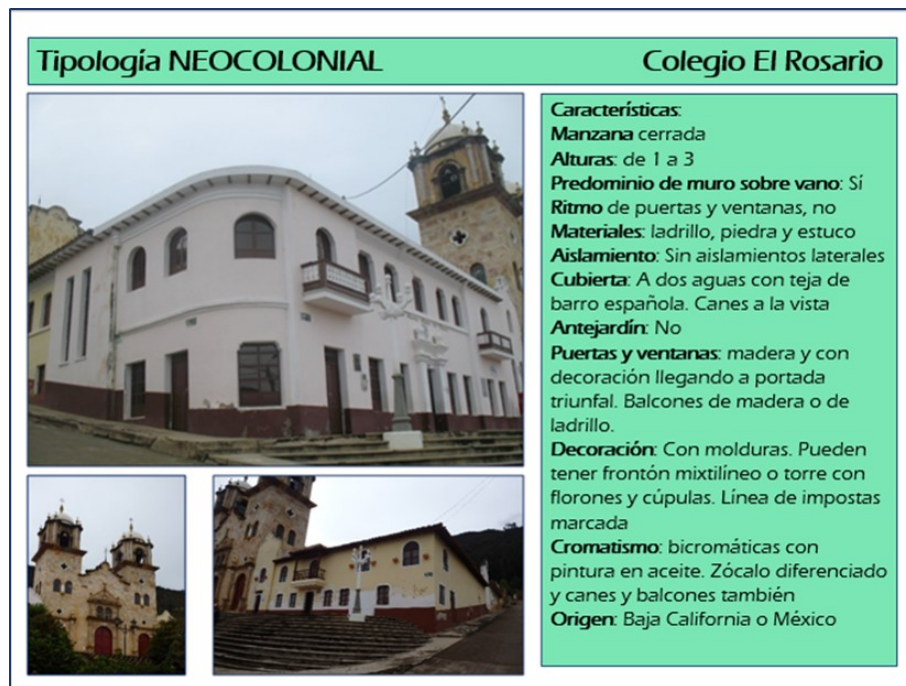 Tipología NEOCOLONIAL Colegio El Rosario
Características:
Manzana cerrada
Alturas: de 1 a 3
Predominio de muro sobre vano: Sí
Ritmo de puertas y ventanas, no
Materiales: ladrillo, piedra y estuco
Aislamiento: Sin aislamientos laterales
Cubierta: A dos aguas con teja de
barro española. Canes a la vista
Antejardín: No
Puertas y ventanas: madera y con
decoración llegando a portada
triunfal. Balcones de madera o de
ladrillo.
Decoración: Con molduras. Pueden
tener frontón mixtilíneo o torre con
florones y cúpulas. Línea de impostas
marcada
Cromatismo: bicromáticas con
pintura en aceite. Zócalo diferenciado
y canes y balcones también
Origen: Baja California o México